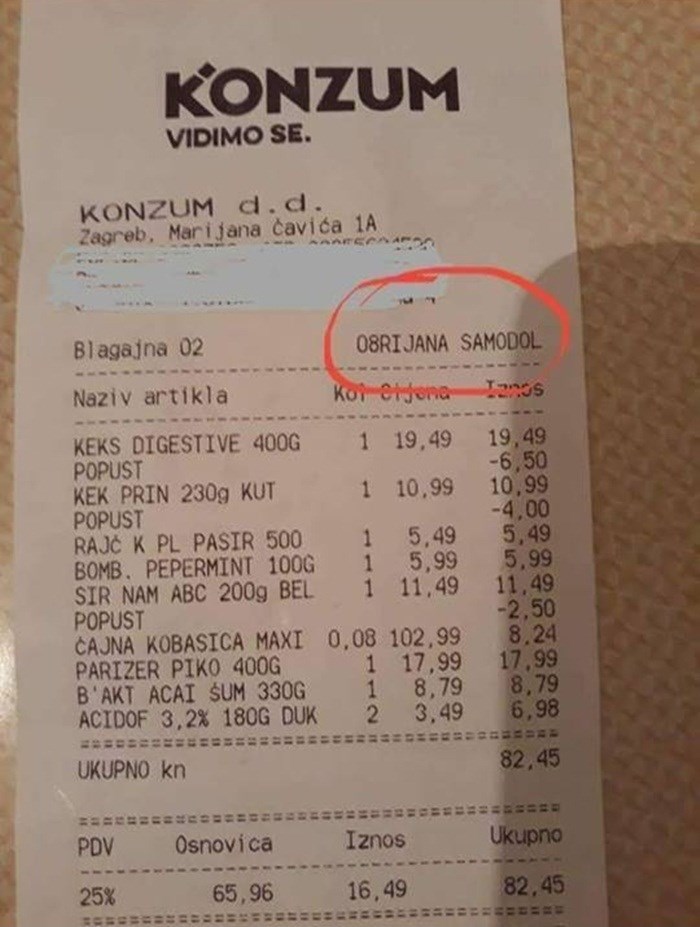 KONZUM
VIDIMO SE.
KONZUM d.d.
Zagreb, Marijana Čavića 1A
Blagajna 02 08RIJANA SAMODOL
Naziv artikla Kol Cijena Iznos
KEKS DIGESTIVE 400G 1 19,49 19,49
POPUST -6,50
KEK PRIN 230g KUT 1 10,99 10,99
POPUST -4,00
RAJČ K PL PASIR 500 1 5,49 5,49
BOMB. PEPERMINT 100G 1 5,99 5,99
SIR NAM ABC 200g BEL 1 11,49 11,49
POPUST -2,50
ČAJNA KOBASICA MAXI 0,08 102,99 8,24
PARIZER PIKO 400G 1 17,99 17,99
B'AKT ACAI ŠUM 330G 1 8,79 8,79
ACIDOF 3,2% 180G DUK 2 3,49 6,98
UKUPNO kn 82,45
PDV Osnovica Iznos Ukupno
25% 65,96 16,49 82,45